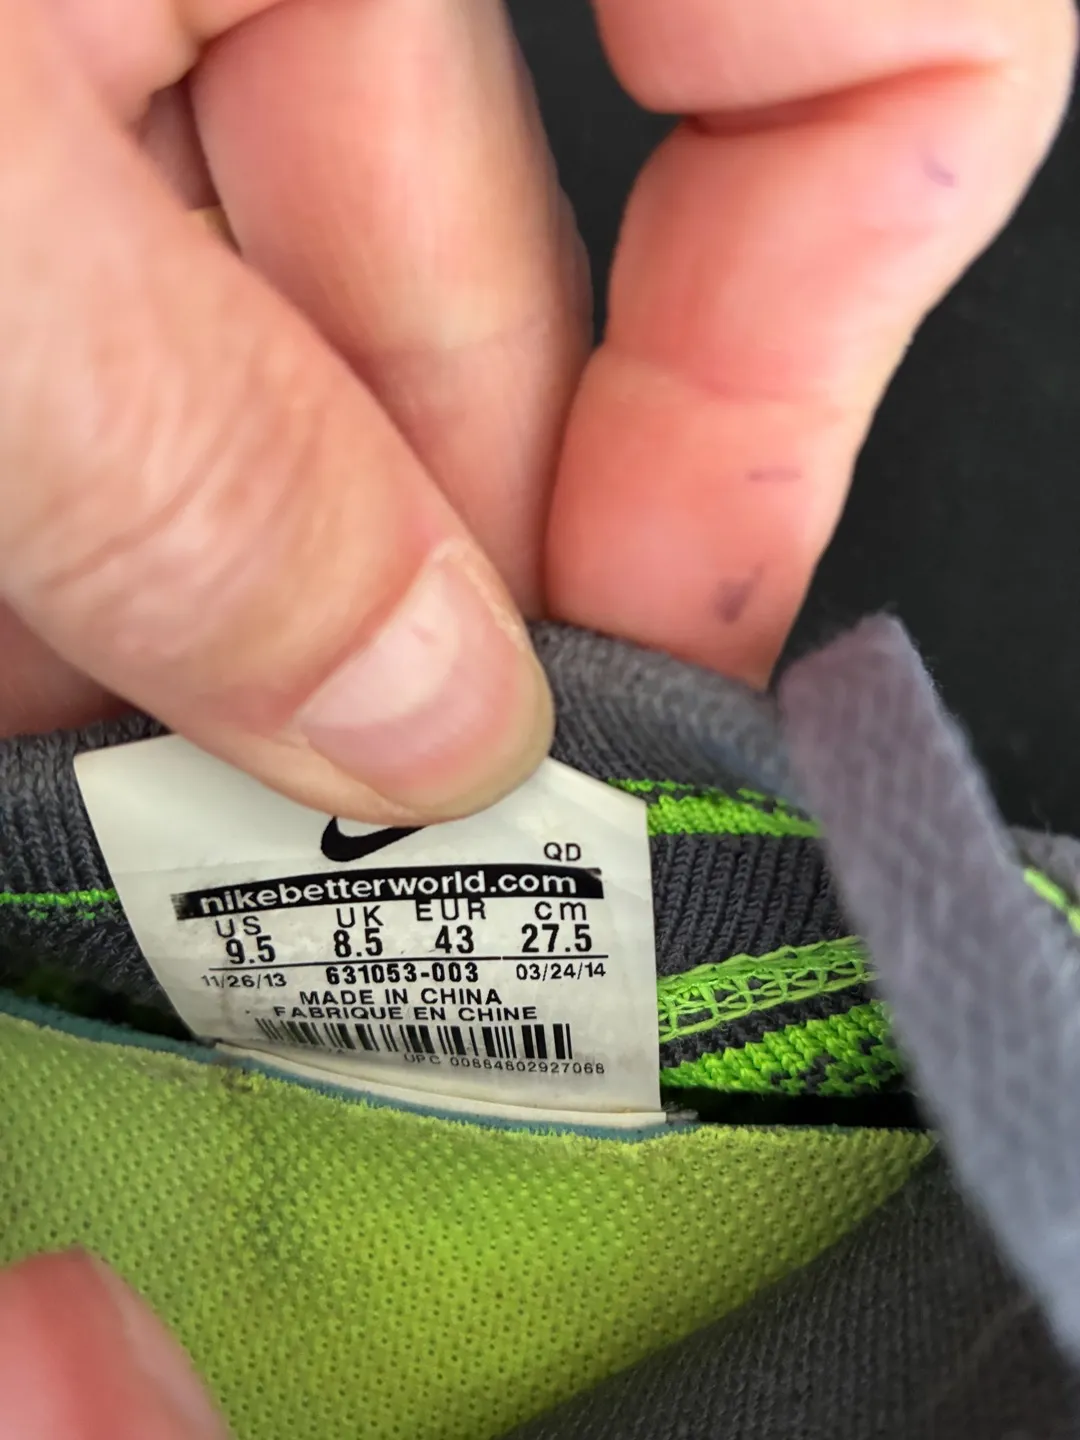 QD
nikebetterworld.com
US UK EUR cm
9.5 8.5 43 27.5
11/26/13 631053-003 03/24/14
MADE IN CHINA
FABRIQUE EN CHINE
UPC 00884802927068